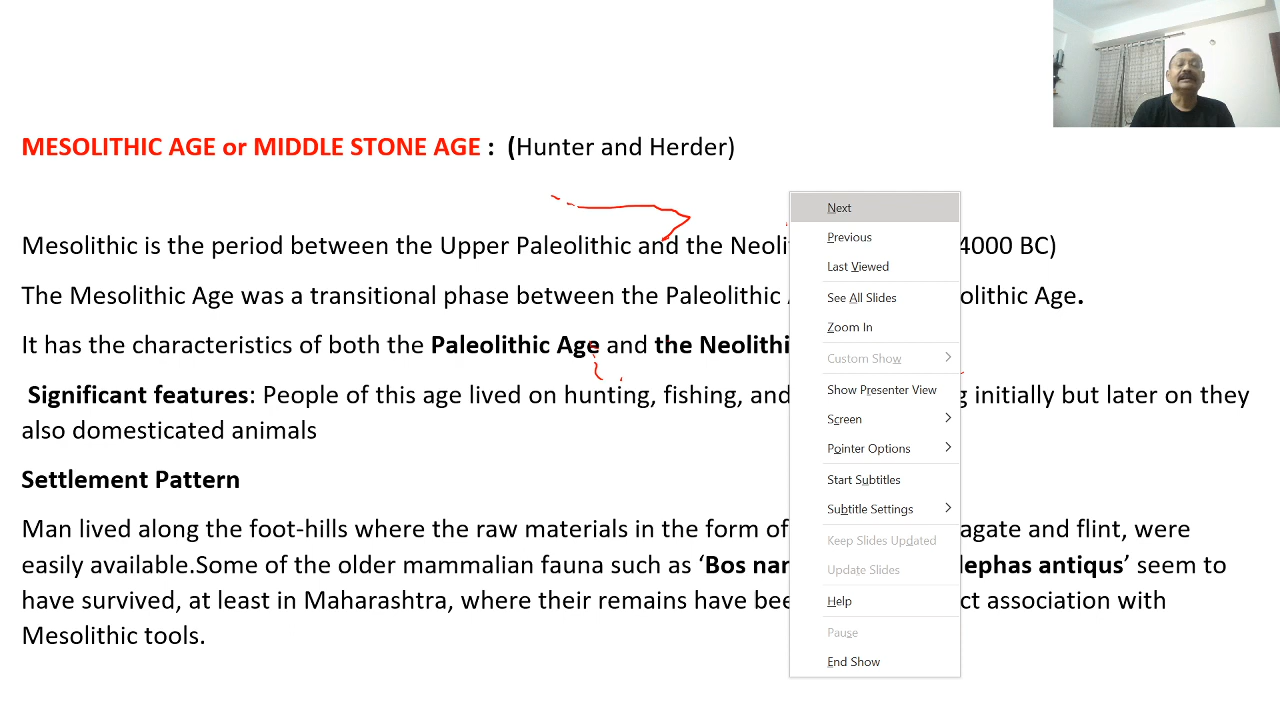 MESOLITHIC AGE or MIDDLE STONE AGE : (Hunter and Herder)
Mesolithic is the period between the Upper Paleolithic and the 4000 BC)
The Mesolithic Age was a transitional phase between the Paleolithic Age.
It has the characteristics of both the Paleolithic Age and the
Significant features: People of this age lived on hunting, fishing, and initially but later on they
also domesticated animals
Settlement Pattern
Man lived along the foot-hills where the raw materials in the form of agate and flint, were
easily available.Some of the older mammalian fauna such as ‘Bos antiqus’ seem to
have survived, at least in Maharashtra, where their remains have association with
Mesolithic tools.
Next
Previous
Last Viewed
See All Slides
Zoom In
Custom Show
Show Presenter View
Screen
Pointer Options
Start Subtitles
Subtitle Settings
Keep Slides Updated
Update Slides
Help
Pause
End Show